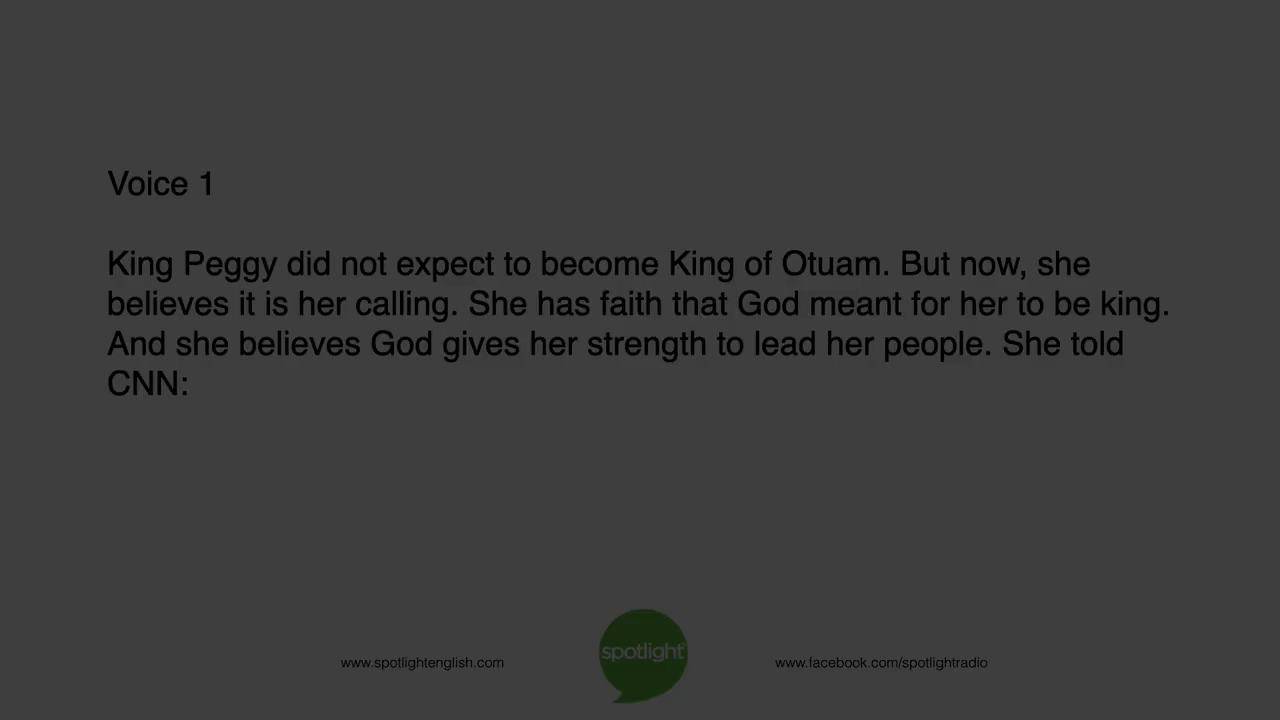 Voice 1
King Peggy did not expect to become King of Otuam. But now, she
believes it is her calling. She has faith that God meant for her to be king.
And she believes God gives her strength to lead her people. She told
CNN:
spotlight
www.spotlightenglish.com
www.facebook.com/spotlightradio